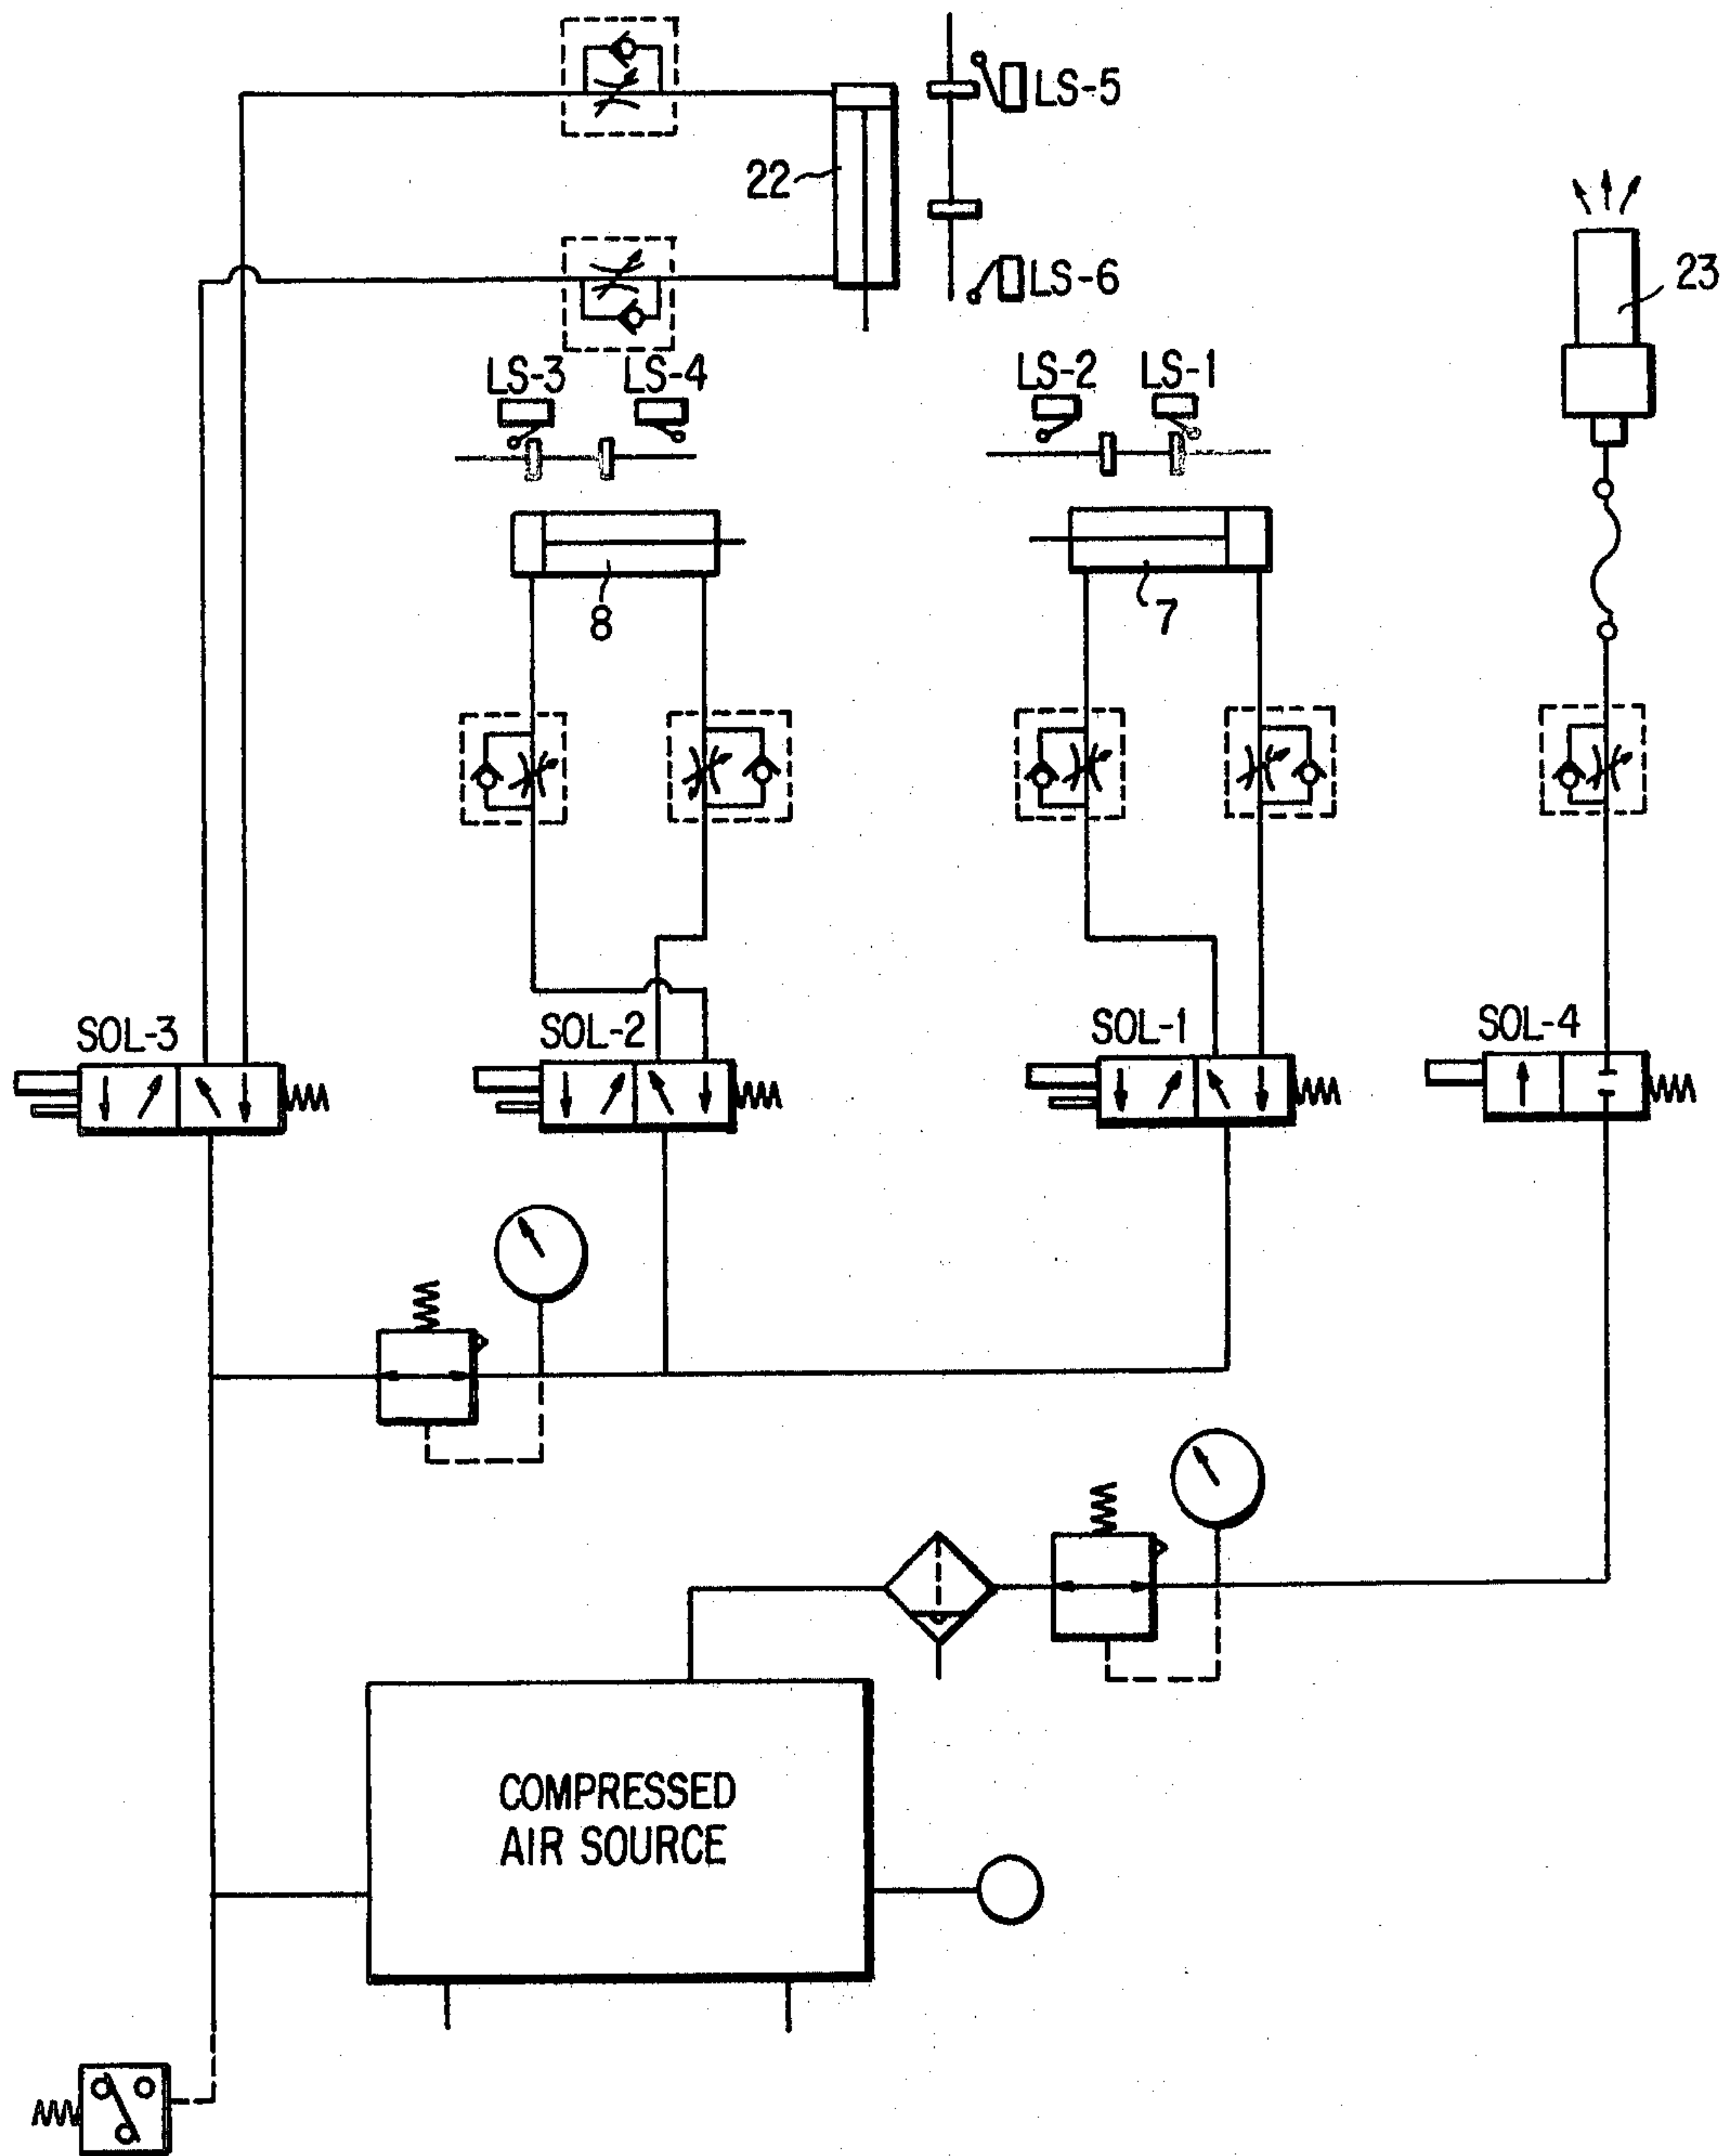 LS-5
22
23
LS-6
LS-3
LS-4
LS-2
LS-1
8
7
SOL-3
SOL-2
SOL-1
SOL-4
COMPRESSED
AIR SOURCE